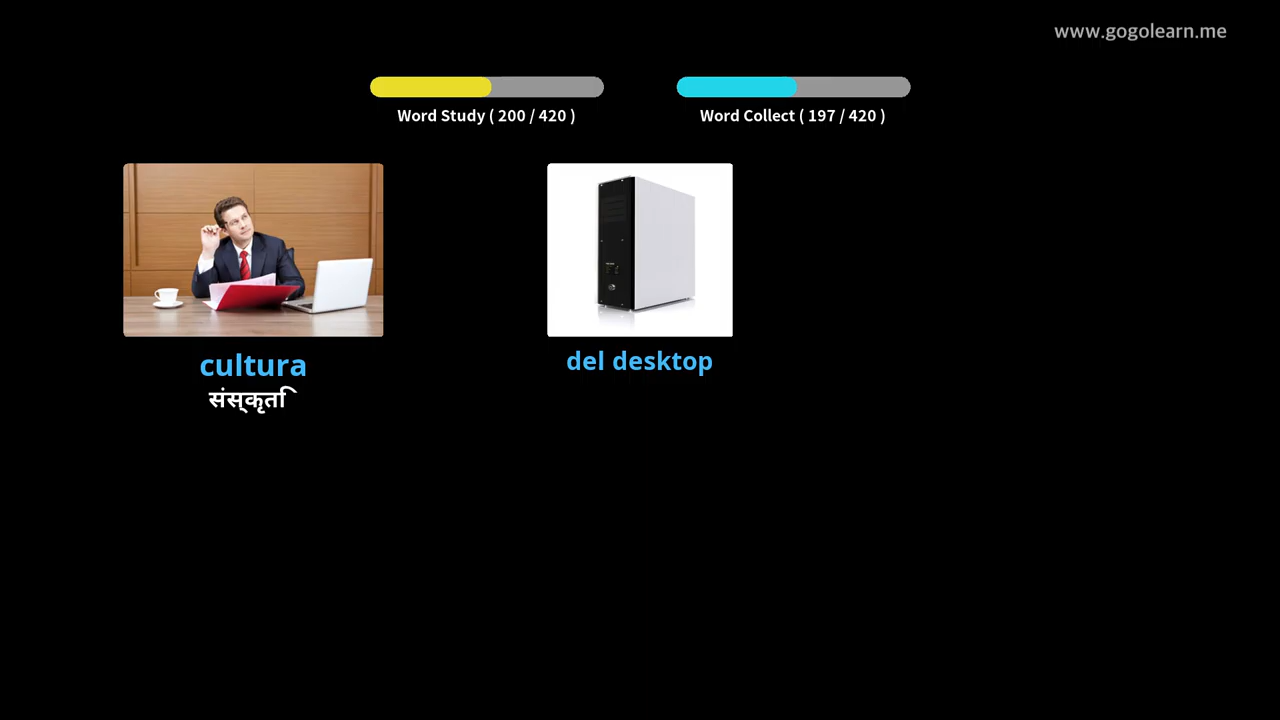 www.gogolearn.me
Word Study ( 200 / 420 )
Word Collect ( 197 / 420 )
cultura
संस्कृति
del desktop